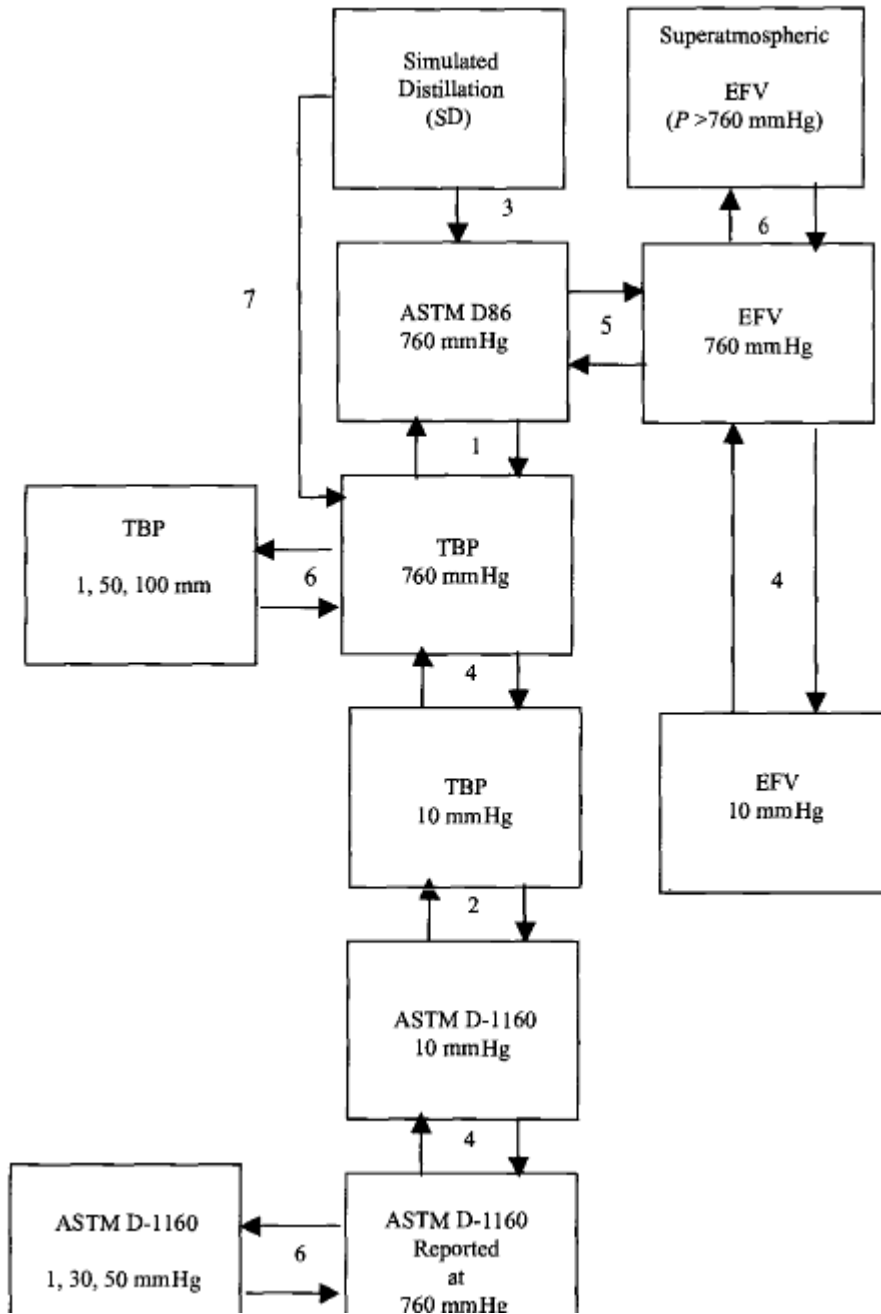 Simulated
Distillation
(SD)
Superatmospheric
EFV
(P >760 mmHg)
3
6
7
ASTM D86
760 mmHg
5
EFV
760 mmHg
1
TBP
1, 50, 100 mm
6
TBP
760 mmHg
4
4
TBP
10 mmHg
EFV
10 mmHg
2
ASTM D-1160
10 mmHg
4
ASTM D-1160
1, 30, 50 mmHg
6
ASTM D-1160
Reported
at
760 mmHg